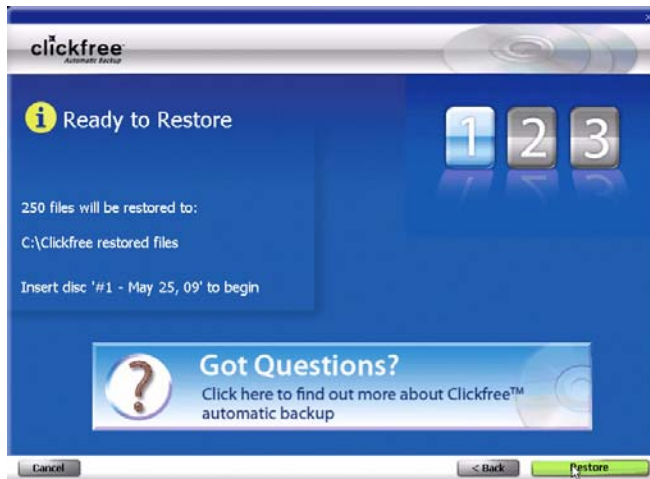 clickfree
Automatic Backup
i Ready to Restore
1 2 3
250 files will be restored to:
C:\Clickfree restored files
Insert disc '#1 - May 25, 09' to begin
?
Got Questions?
Click here to find out more about Clickfree™
automatic backup
Cancel
< Back
Restore